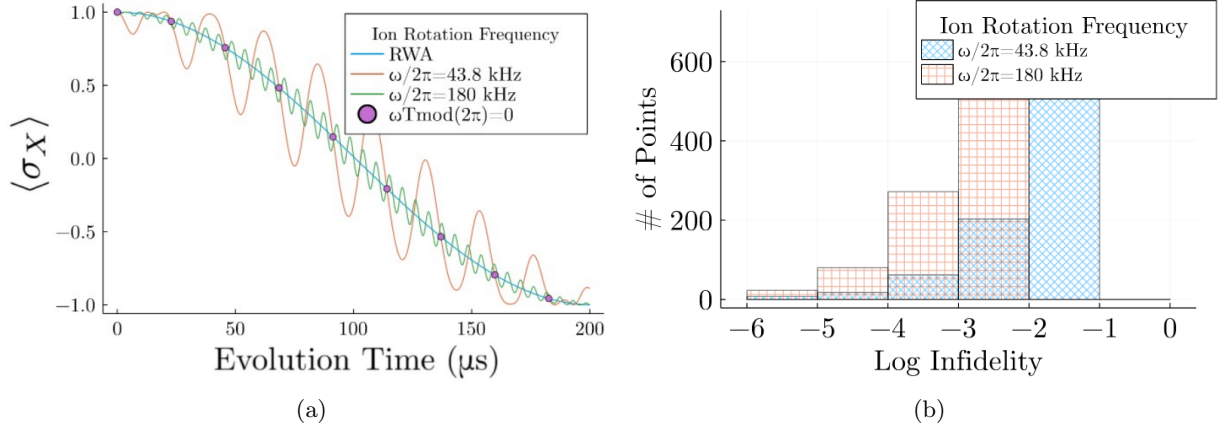 1.0
0.5
0.0
−0.5
−1.0
⟨σX⟩
Ion Rotation Frequency
RWA
ω/2π=43.8 kHz
ω/2π=180 kHz
ωTmod(2π)=0
0 50 100 150 200
Evolution Time (μs)
(a)
600
400
200
0
# of Points
Ion Rotation Frequency
ω/2π=43.8 kHz
ω/2π=180 kHz
−6 −5 −4 −3 −2 −1 0
Log Infidelity
(b)